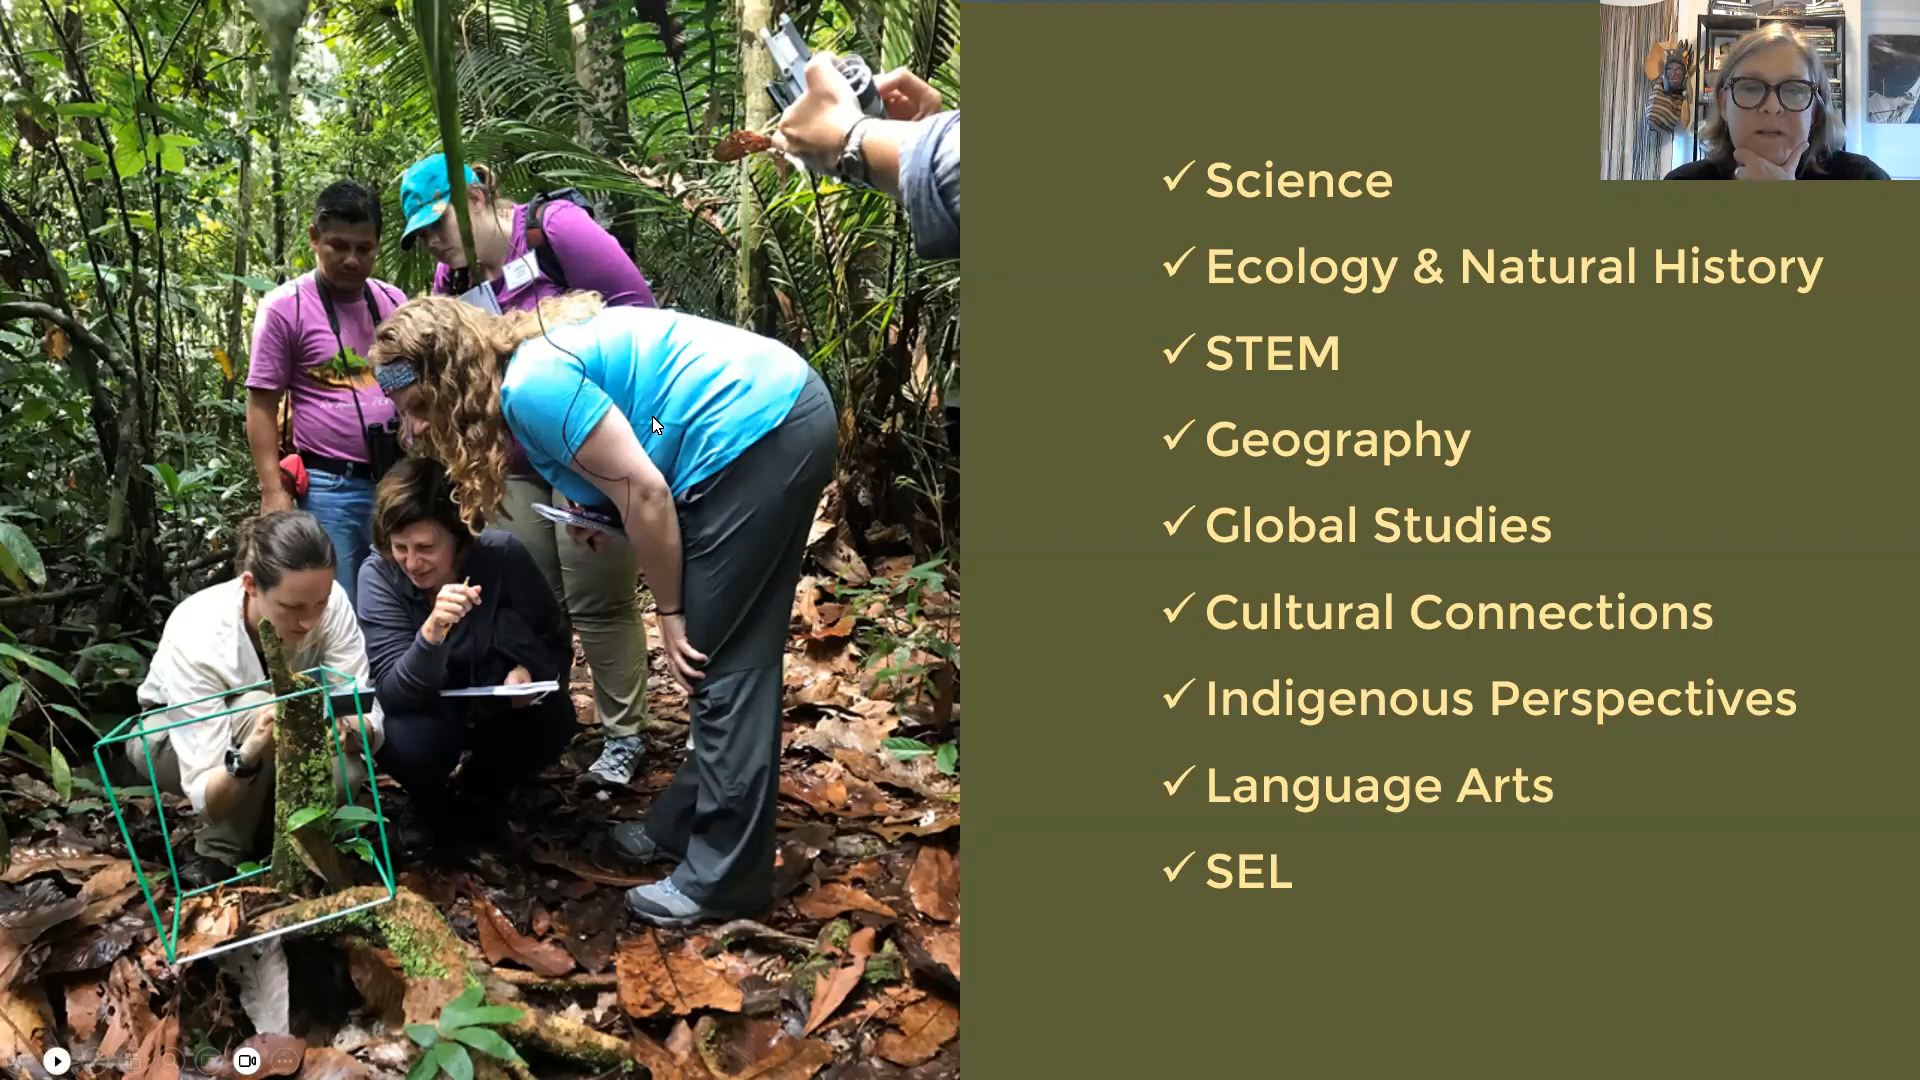 ✓ Science
✓ Ecology & Natural History
✓ STEM
✓ Geography
✓ Global Studies
✓ Cultural Connections
✓ Indigenous Perspectives
✓ Language Arts
✓ SEL